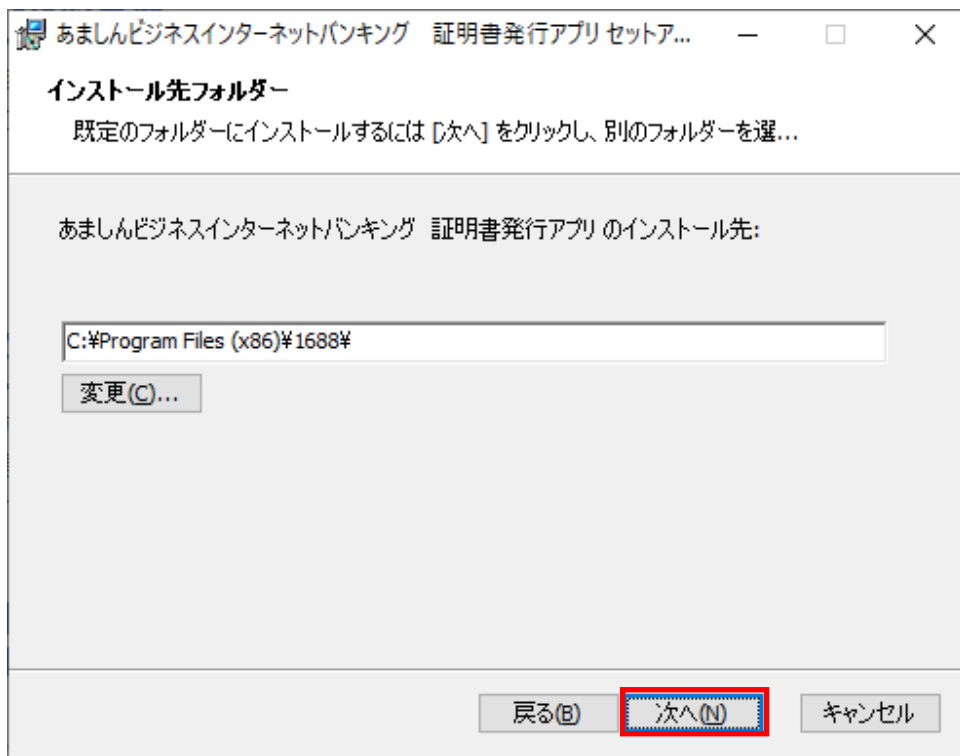 あましんビジネスインターネットバンキング　証明書発行アプリ セットア...
インストール先フォルダー
既定のフォルダーにインストールするには [次へ] をクリックし、別のフォルダーを選...
あましんビジネスインターネットバンキング　証明書発行アプリ のインストール先:
C:¥Program Files (x86)¥1688¥
変更(C)...
戻る(B)
次へ(N)
キャンセル